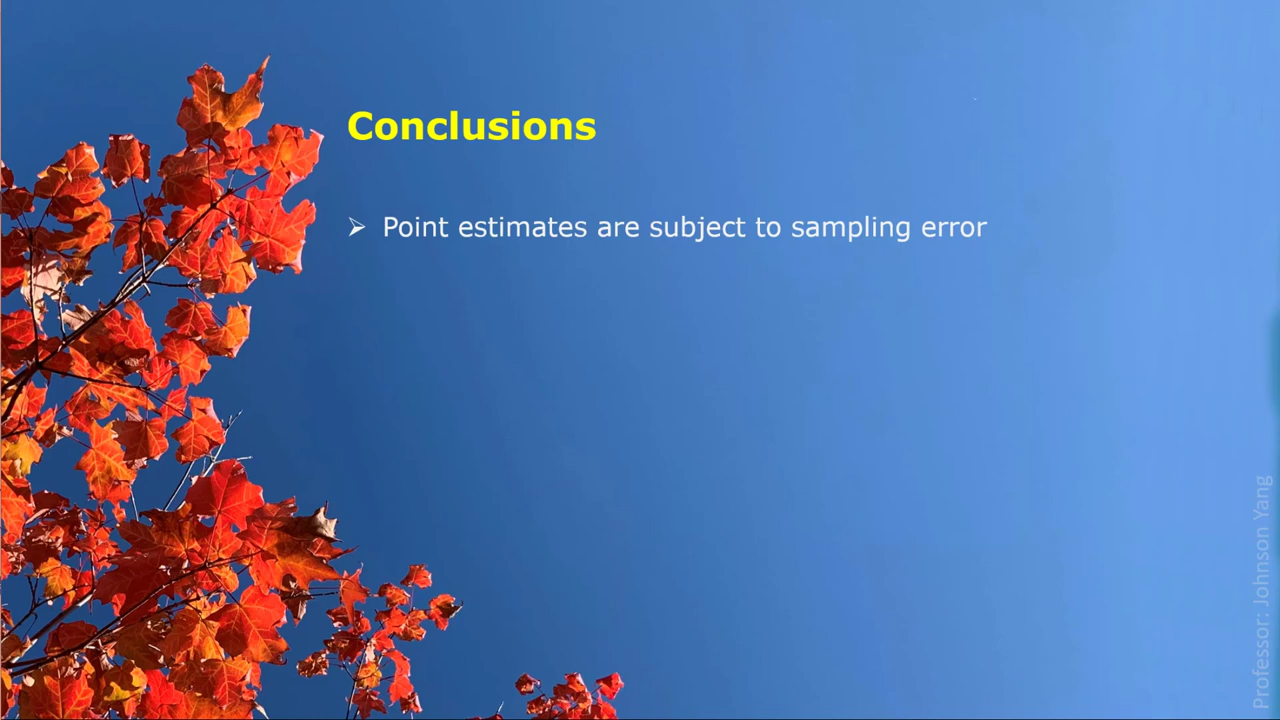 Conclusions
➢ Point estimates are subject to sampling error
Professor: Johnson Yang